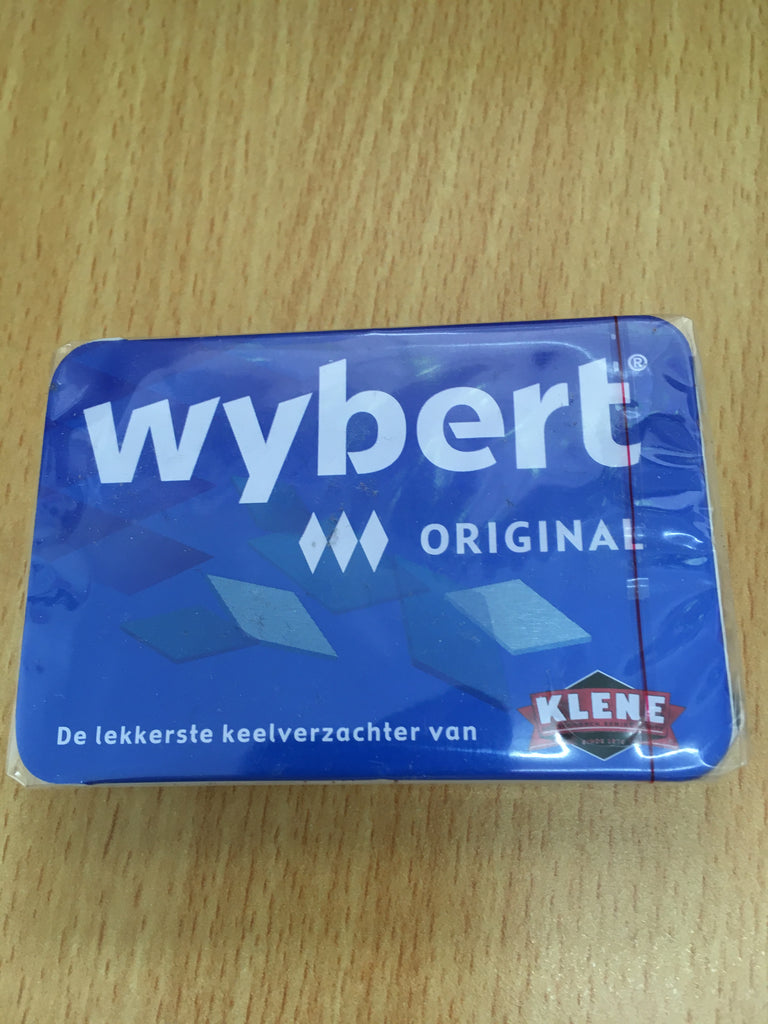 wybert®
ORIGINAL
De lekkerste keelverzachter van
KLENE